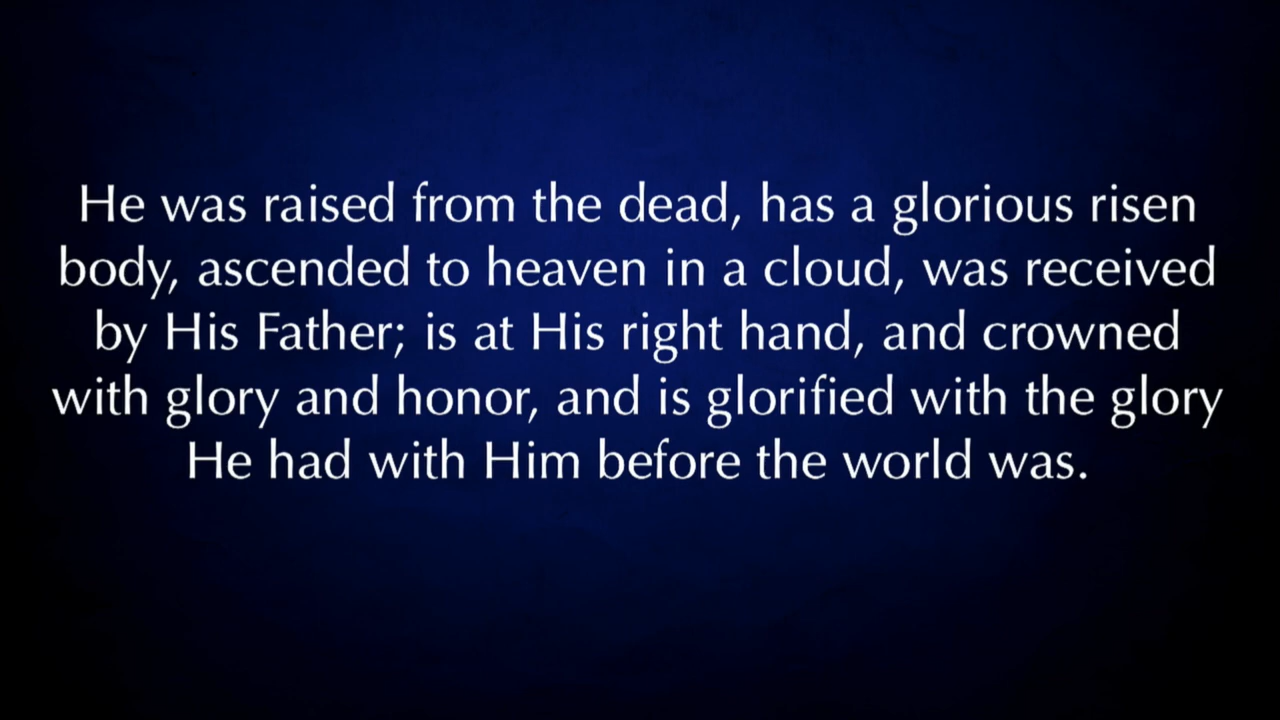 He was raised from the dead, has a glorious risen
body, ascended to heaven in a cloud, was received
by His Father; is at His right hand, and crowned
with glory and honor, and is glorified with the glory
He had with Him before the world was.